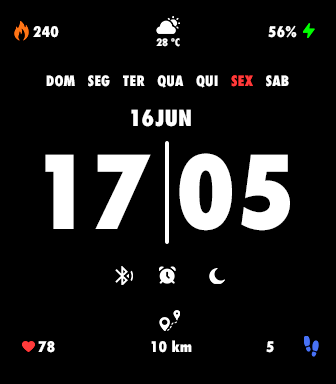 240 28 °C 56%
DOM SEG TER QUA QUI SEX SAB
16JUN
17 05
78 10 km 5